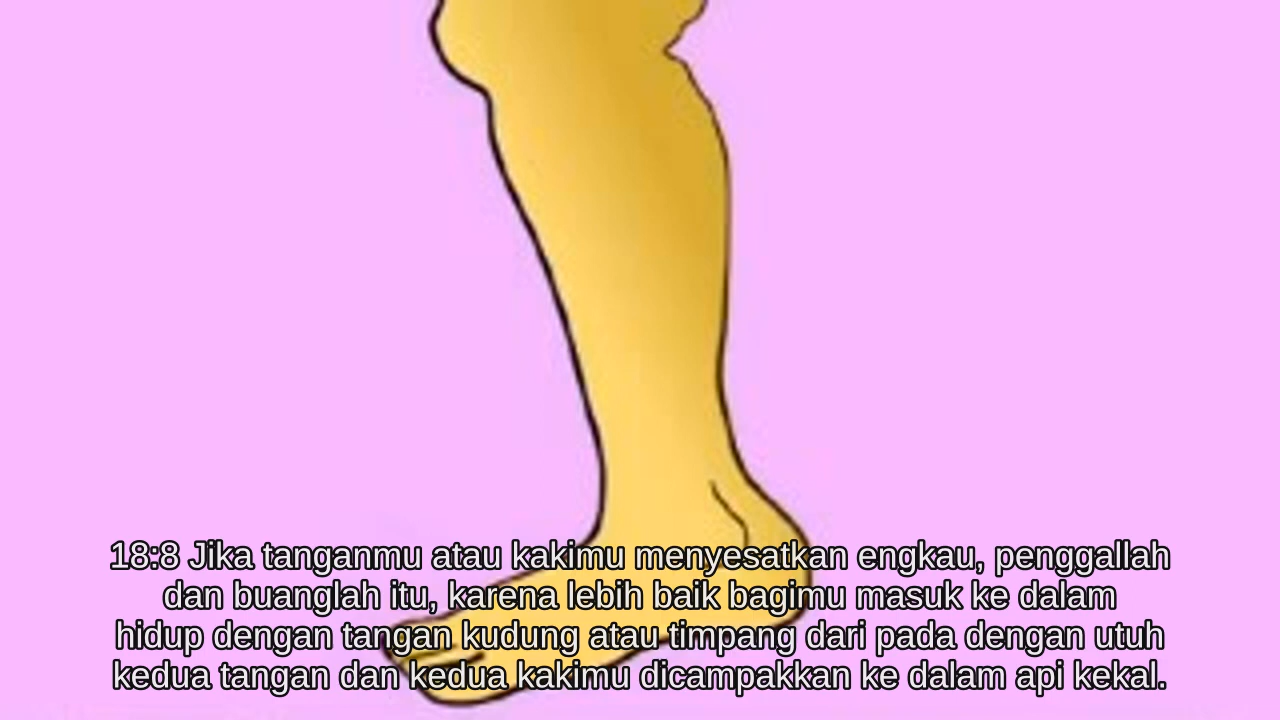 18:8 Jika tanganmu atau kakimu menyesatkan engkau, penggallah
dan buanglah itu, karena lebih baik bagimu masuk ke dalam
hidup dengan tangan kudung atau timpang dari pada dengan utuh
kedua tangan dan kedua kakimu dicampakkan ke dalam api kekal.